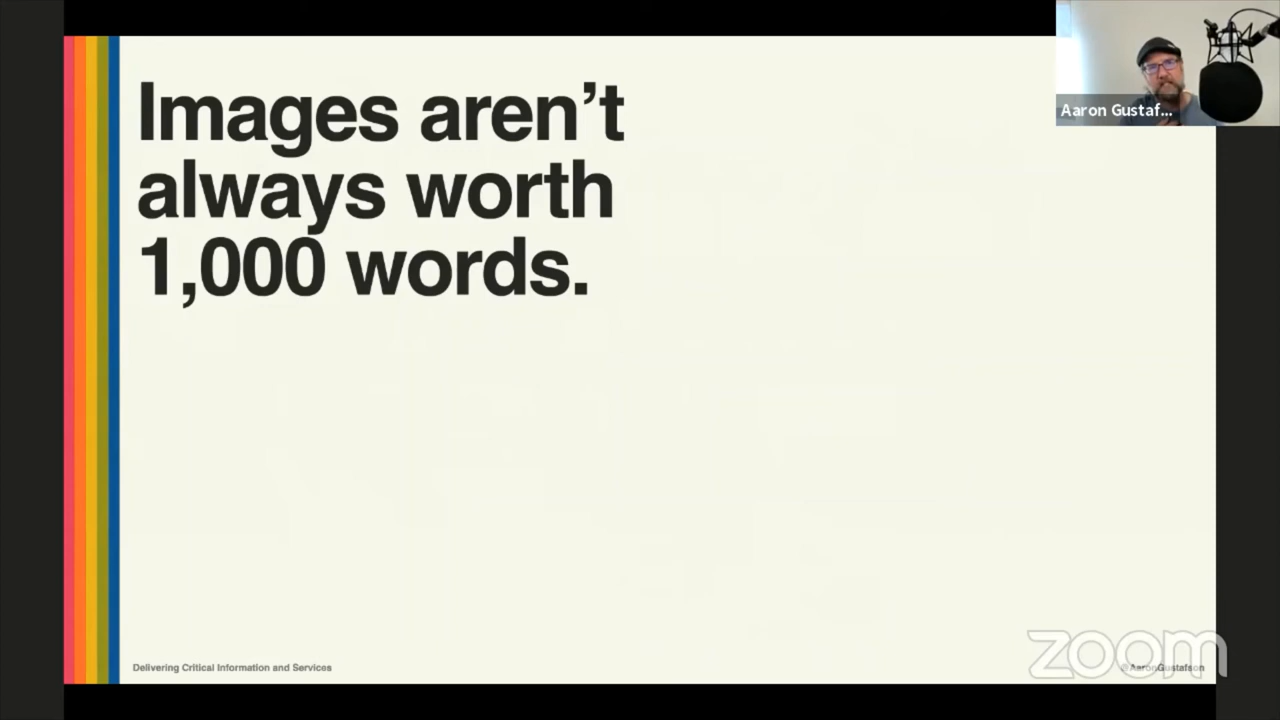 Images aren’t
always worth
1,000 words.
Aaron Gustaf...
Delivering Critical Information and Services
@AaronGustafson
zoom